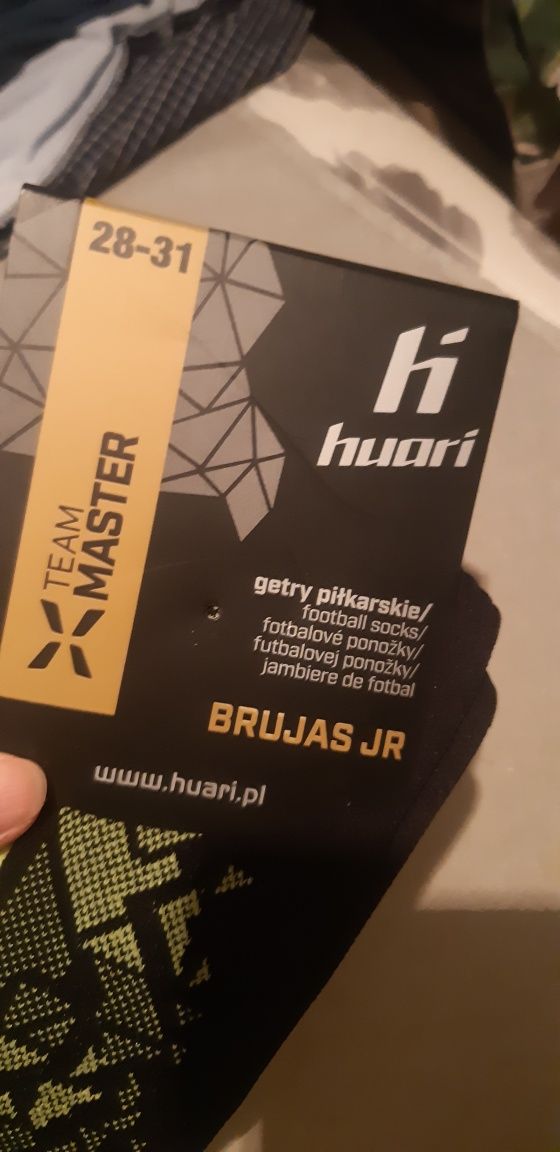 28-31
TEAM
MASTER
huari
getry piłkarskie/
football socks/
fotbalové ponožky/
futbalovej ponožky/
jambiere de fotbal
BRUJAS JR
www.huari.pl